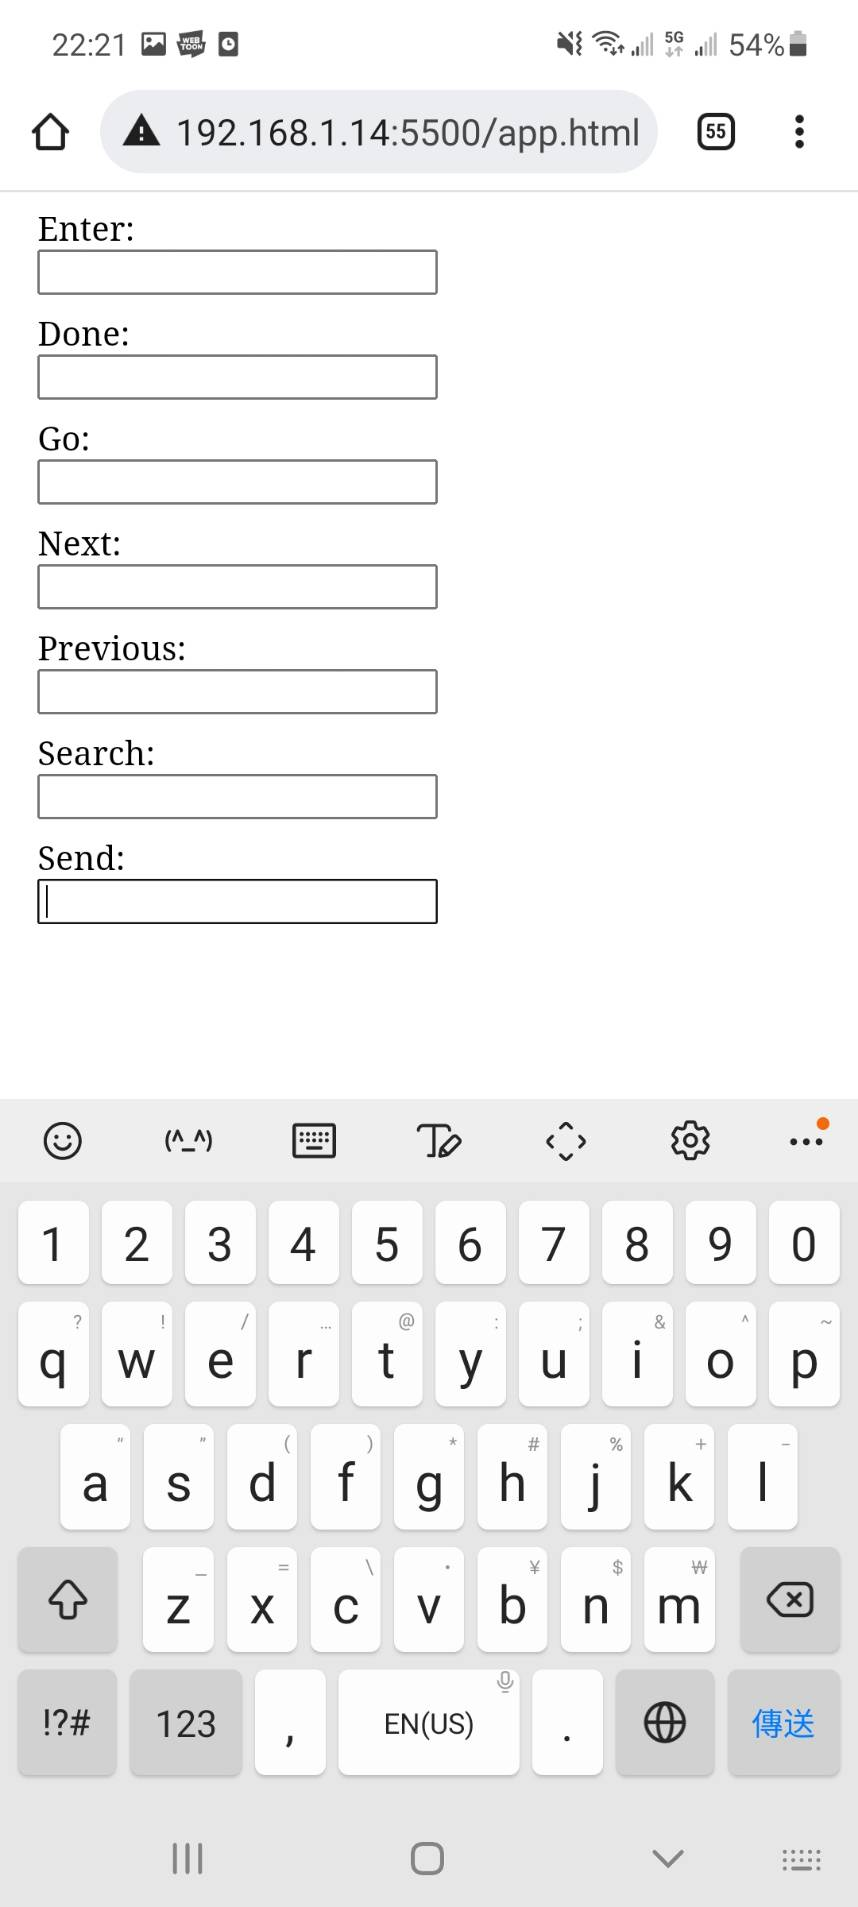 22:21 WEB TOON 5G 54%
192.168.1.14:5500/app.html 55
Enter:
Done:
Go:
Next:
Previous:
Search:
Send:
(^_^)
1 2 3 4 5 6 7 8 9 0
? ! / ... @ : ; & ^ ~
q w e r t y u i o p
" " ( ) * # % + -
a s d f g h j k l
_ = \ · ¥ $ ₩
z x c v b n m
!?# 123 , EN(US) . 傳送